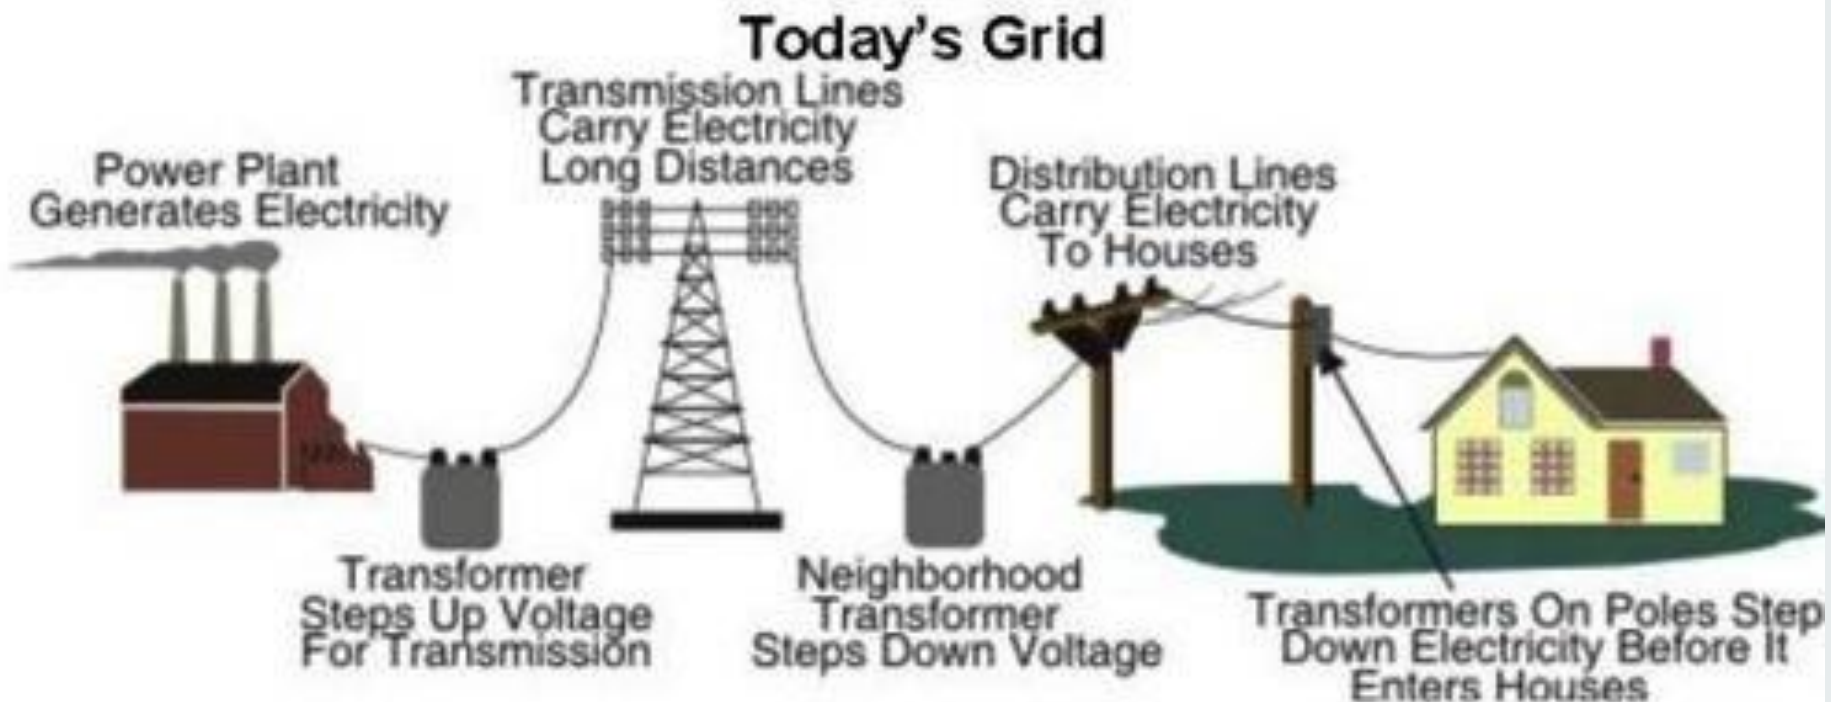 Today's Grid
Power Plant
Generates Electricity
Transmission Lines
Carry Electricity
Long Distances
Distribution Lines
Carry Electricity
To Houses
Transformer
Steps Up Voltage
For Transmission
Neighborhood
Transformer
Steps Down Voltage
Transformers On Poles Step
Down Electricity Before It
Enters Houses